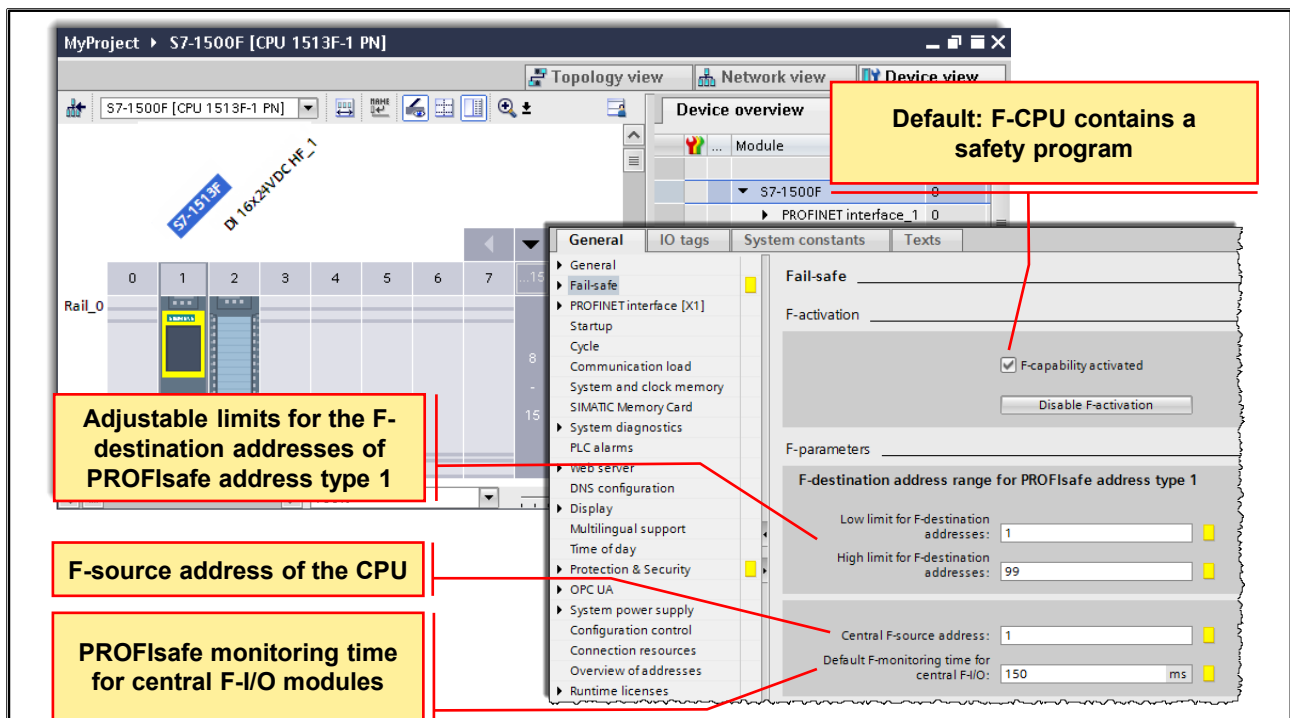 MyProject ▸ S7-1500F [CPU 1513F-1 PN]
Topology view Network view Device view
S7-1500F [CPU 1513F-1 PN]
Device overview
... Module
S7-1500F 0
PROFINET interface_1 0
S7-1513F
DI 16x24VDC HF_1
0 1 2 3 4 5 6 7 ...15
Rail_0
8
-
15
Default: F-CPU contains a
safety program
Adjustable limits for the F-
destination addresses of
PROFIsafe address type 1
F-source address of the CPU
PROFIsafe monitoring time
for central F-I/O modules
General IO tags System constants Texts
General
Fail-safe
PROFINET interface [X1]
Startup
Cycle
Communication load
System and clock memory
SIMATIC Memory Card
System diagnostics
PLC alarms
Web server
DNS configuration
Display
Multilingual support
Time of day
Protection & Security
OPC UA
System power supply
Configuration control
Connection resources
Overview of addresses
Runtime licenses
Fail-safe
F-activation
F-capability activated
Disable F-activation
F-parameters
F-destination address range for PROFIsafe address type 1
Low limit for F-destination
addresses: 1
High limit for F-destination
addresses: 99
Central F-source address: 1
Default F-monitoring time for
central F-I/O: 150 ms